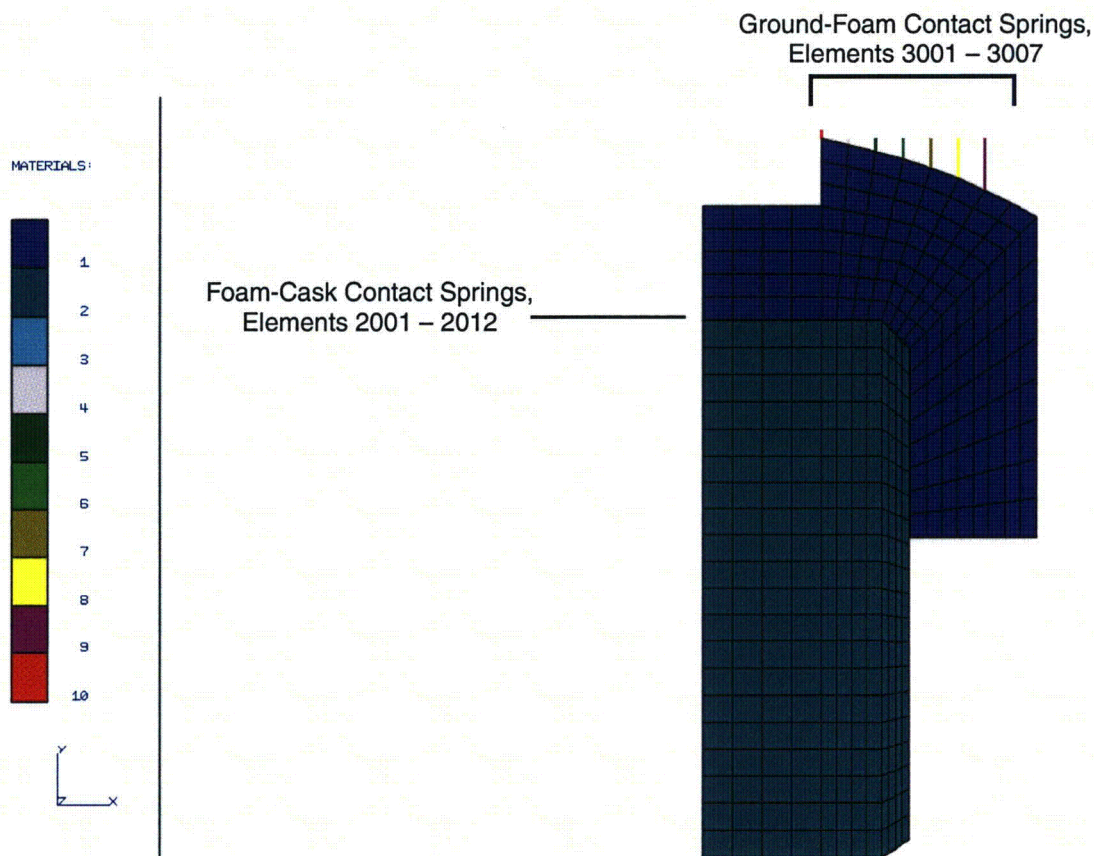 Ground-Foam Contact Springs,
Elements 3001 – 3007
MATERIALS:
1
2
3
4
5
6
7
8
9
10
Foam-Cask Contact Springs,
Elements 2001 – 2012
Y
Z
X